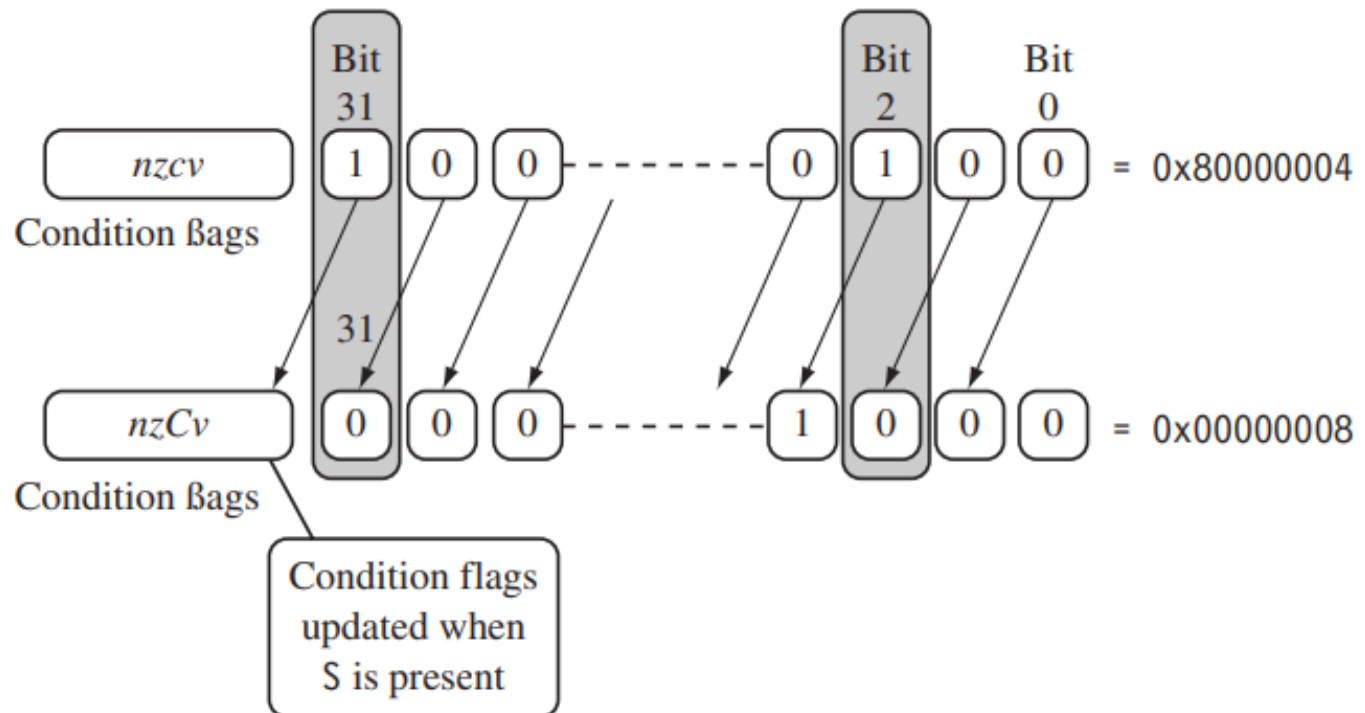 Bit Bit Bit
31 2 0
nzcv 1 0 0 0 1 0 0 = 0x80000004
Condition ßags
31
nzCv 0 0 0 1 0 0 0 = 0x00000008
Condition ßags
Condition flags
updated when
S is present